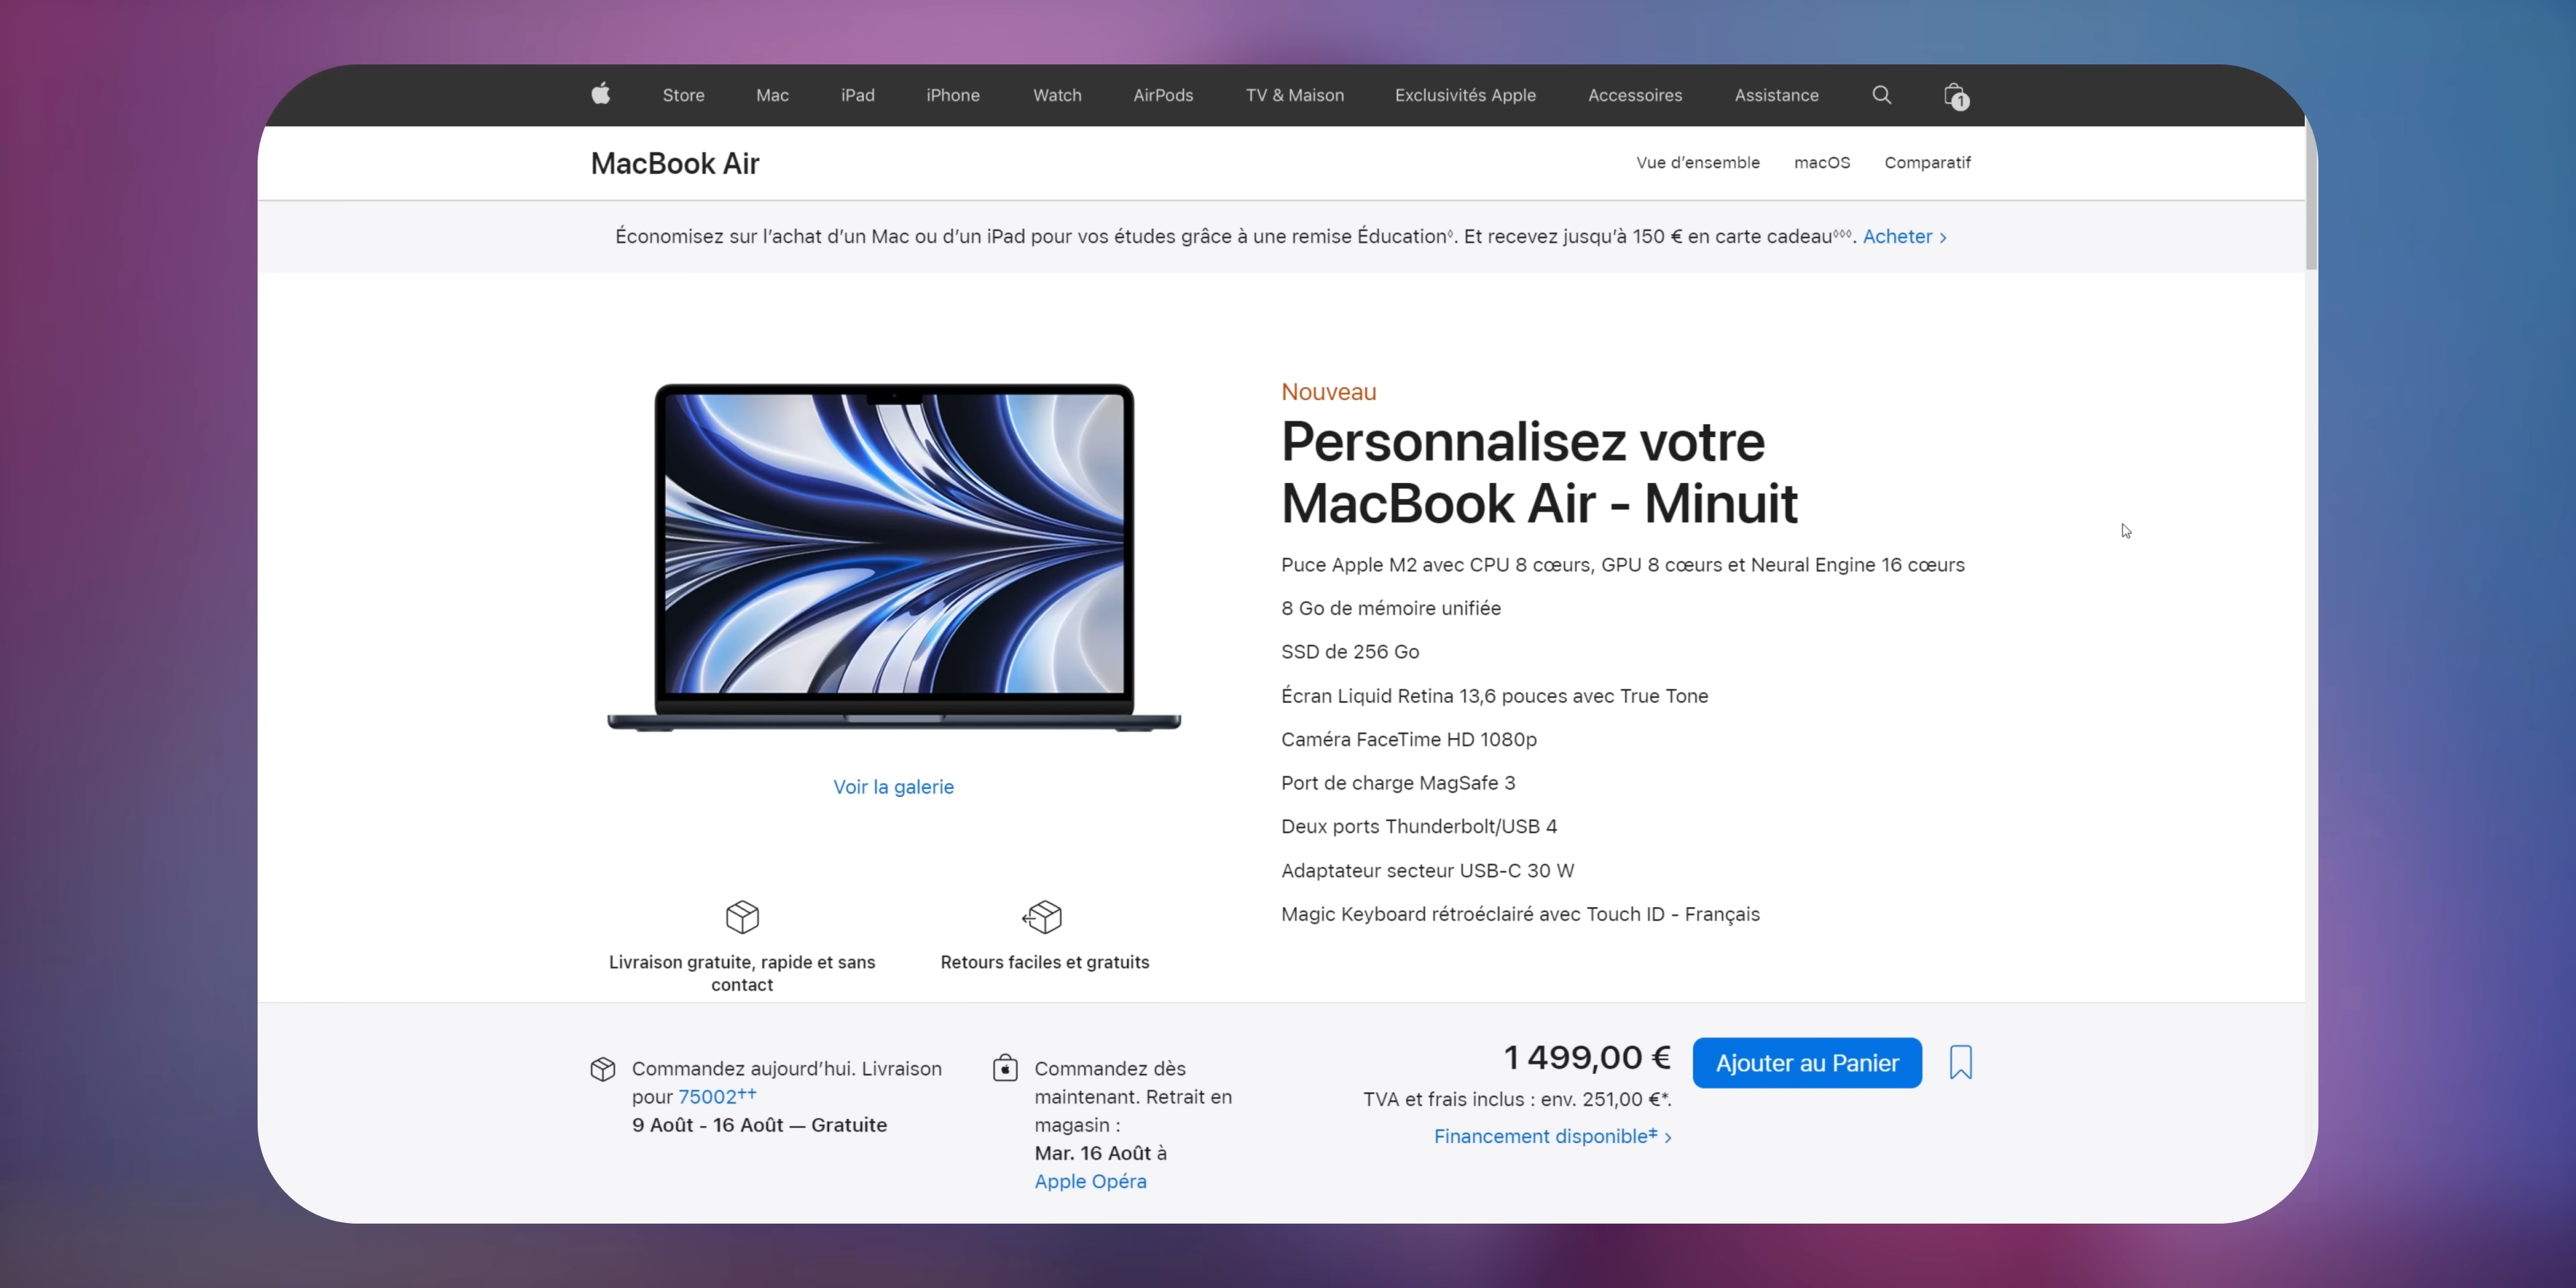 Store Mac iPad iPhone Watch AirPods TV & Maison Exclusivités Apple Accessoires Assistance 1
MacBook Air
Vue d’ensemble macOS Comparatif
Économisez sur l’achat d’un Mac ou d’un iPad pour vos études grâce à une remise Éducation◊. Et recevez jusqu’à 150 € en carte cadeau◊◊◊. Acheter >
Voir la galerie
Livraison gratuite, rapide et sans
contact
Retours faciles et gratuits
Nouveau
Personnalisez votre
MacBook Air - Minuit
Puce Apple M2 avec CPU 8 cœurs, GPU 8 cœurs et Neural Engine 16 cœurs
8 Go de mémoire unifiée
SSD de 256 Go
Écran Liquid Retina 13,6 pouces avec True Tone
Caméra FaceTime HD 1080p
Port de charge MagSafe 3
Deux ports Thunderbolt/USB 4
Adaptateur secteur USB-C 30 W
Magic Keyboard rétroéclairé avec Touch ID - Français
Commandez aujourd’hui. Livraison
pour 75002††
9 Août - 16 Août — Gratuite
Commandez dès
maintenant. Retrait en
magasin :
Mar. 16 Août à
Apple Opéra
1 499,00 €
TVA et frais inclus : env. 251,00 €*.
Financement disponible‡ >
Ajouter au Panier